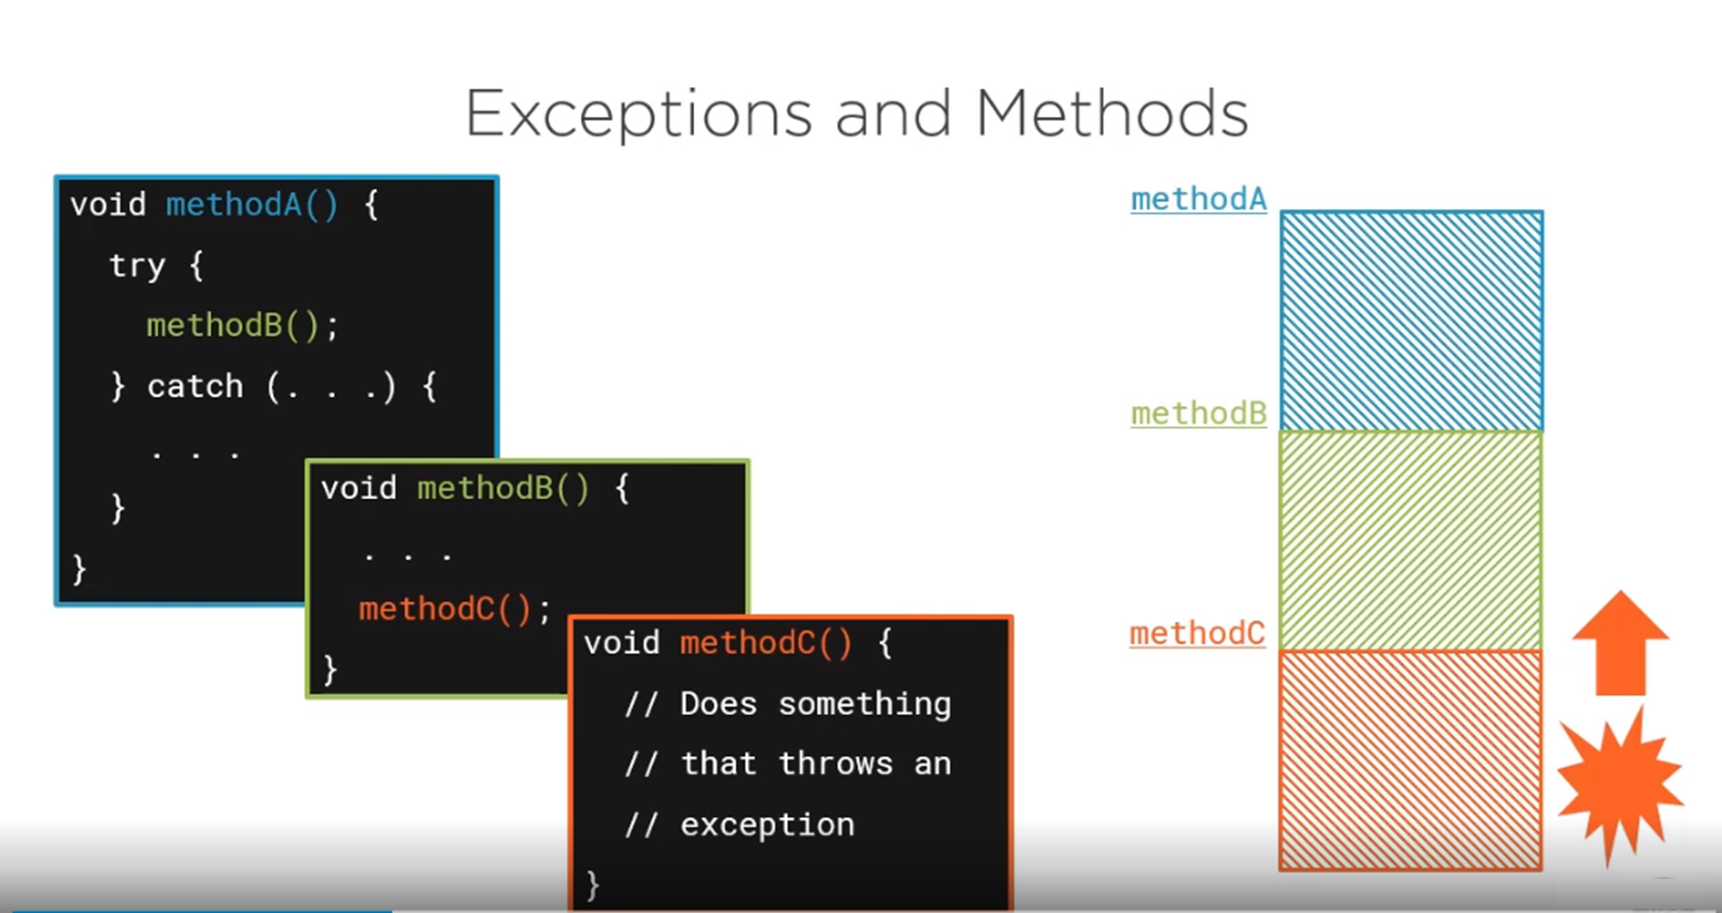 Exceptions and Methods
void methodA() {
try {
methodB();
} catch (. . .) {
. . .
}
}
void methodB() {
. . .
methodC();
}
void methodC() {
// Does something
// that throws an
// exception
}
methodA
methodB
methodC